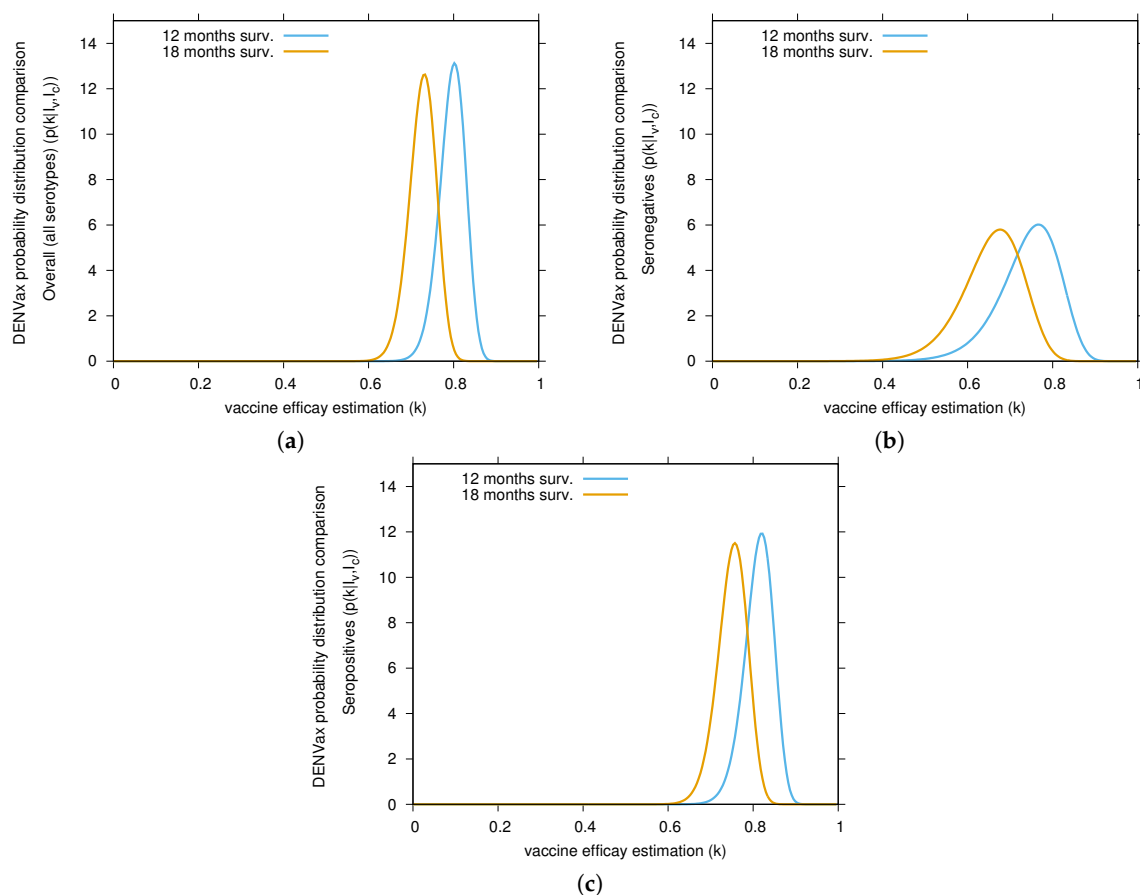 DENVax probability distribution comparison
Overall (all serotypes) (p(k|I_v,I_c))
14
12
10
8
6
4
2
0
12 months surv.
18 months surv.
0 0.2 0.4 0.6 0.8 1
vaccine efficay estimation (k)
(a)
DENVax probability distribution comparison
Seronegatives (p(k|I_v,I_c))
14
12
10
8
6
4
2
0
12 months surv.
18 months surv.
0 0.2 0.4 0.6 0.8 1
vaccine efficay estimation (k)
(b)
DENVax probability distribution comparison
Seropositives (p(k|I_v,I_c))
14
12
10
8
6
4
2
0
12 months surv.
18 months surv.
0 0.2 0.4 0.6 0.8 1
vaccine efficay estimation (k)
(c)